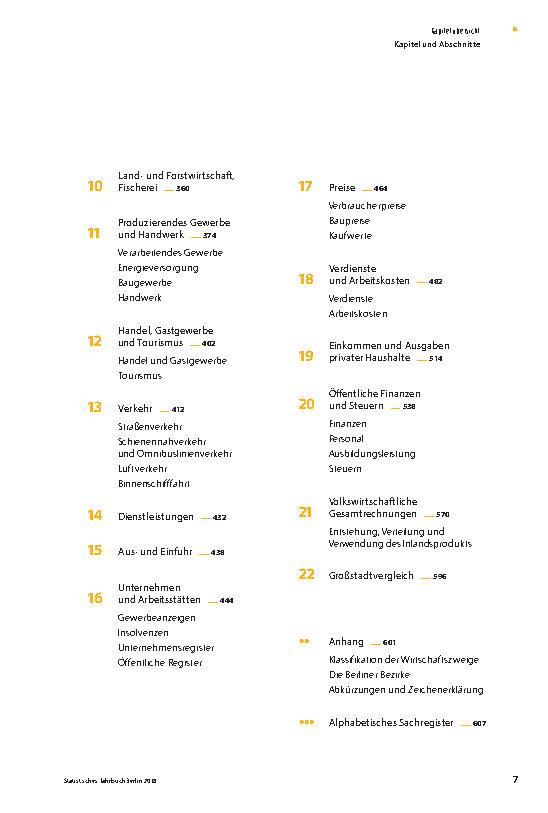 Kapitelübersicht
Kapitel und Abschnitte
10 Land- und Forstwirtschaft,
Fischerei — 360
11 Produzierendes Gewerbe
und Handwerk — 374
Verarbeitendes Gewerbe
Energieversorgung
Baugewerbe
Handwerk
12 Handel, Gastgewerbe
und Tourismus — 402
Handel und Gastgewerbe
Tourismus
13 Verkehr — 412
Straßenverkehr
Schienennahverkehr
und Omnibuslinienverkehr
Luftverkehr
Binnenschifffahrt
14 Dienstleistungen — 432
15 Aus- und Einfuhr — 438
16 Unternehmen
und Arbeitsstätten — 444
Gewerbeanzeigen
Insolvenzen
Unternehmensregister
Öffentliche Register
17 Preise — 464
Verbraucherpreise
Baupreise
Kaufwerte
18 Verdienste
und Arbeitskosten — 482
Verdienste
Arbeitskosten
19 Einkommen und Ausgaben
privater Haushalte — 514
20 Öffentliche Finanzen
und Steuern — 538
Finanzen
Personal
Ausbildungsleistung
Steuern
21 Volkswirtschaftliche
Gesamtrechnungen — 570
Entstehung, Verteilung und
Verwendung des Inlandsprodukts
22 Großstadtvergleich — 596
•• Anhang — 601
Klassifikation der Wirtschaftszweige
Die Berliner Bezirke
Abkürzungen und Zeichenerklärung
••• Alphabetisches Sachregister — 607
Statistisches Jahrbuch Berlin 2018
7